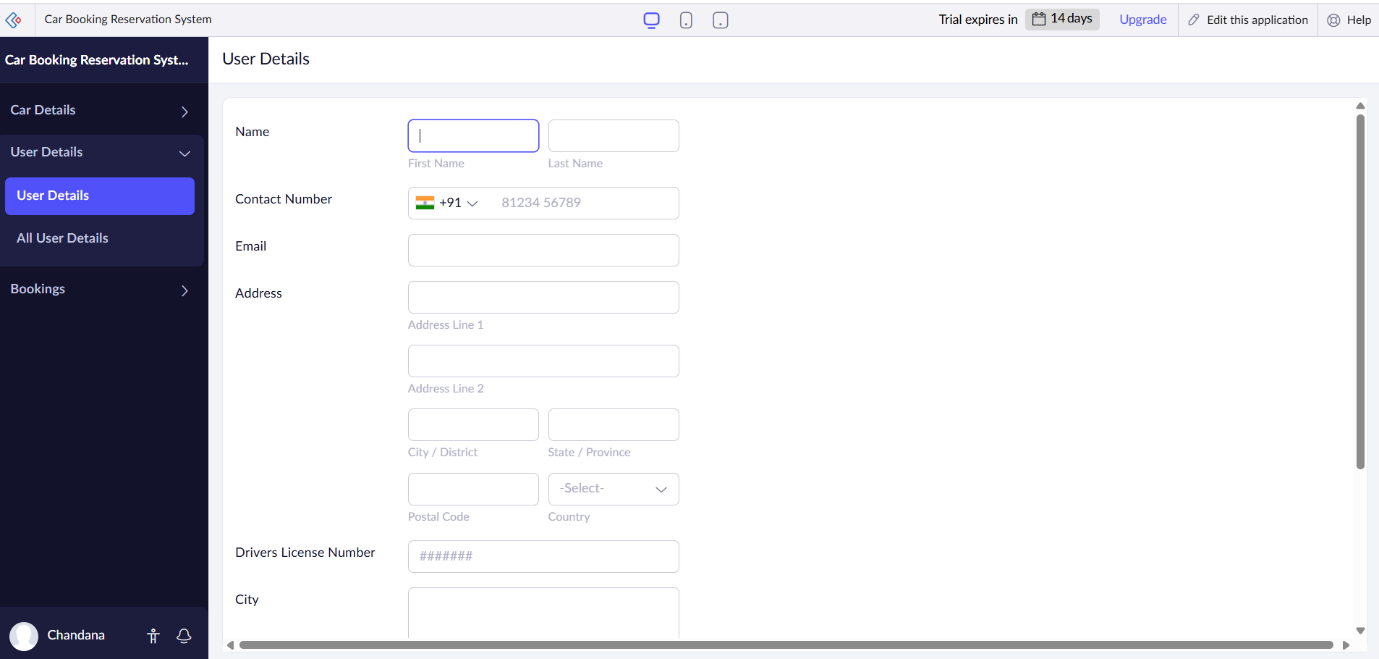 Car Booking Reservation System
Trial expires in 14 days Upgrade Edit this application Help
Car Booking Reservation Syst...
User Details
Car Details
User Details
User Details
All User Details
Bookings
Name
First Name Last Name
Contact Number +91 81234 56789
Email
Address
Address Line 1
Address Line 2
City / District State / Province
-Select-
Postal Code Country
Drivers License Number #######
City
Chandana